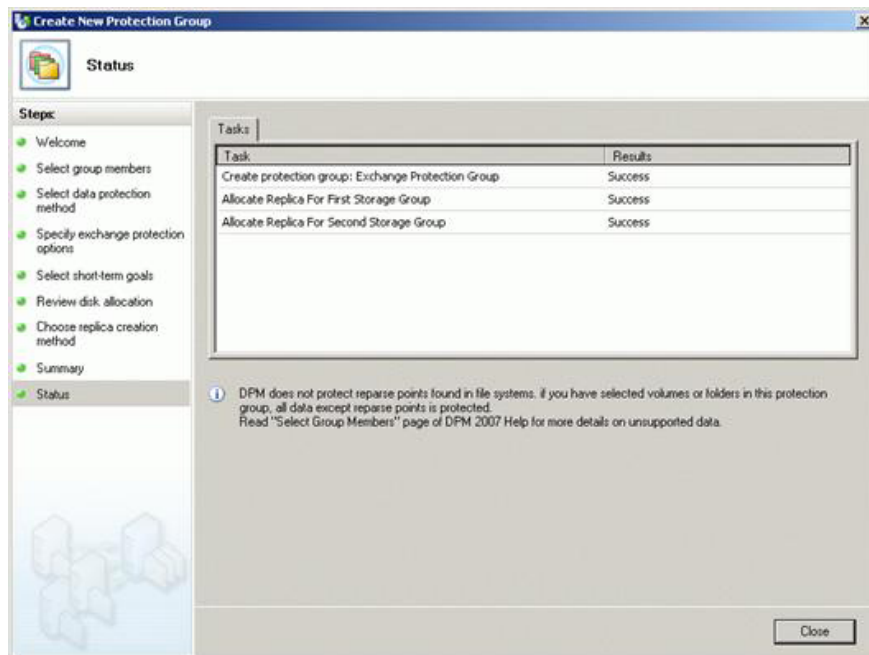 Create New Protection Group
Status
Steps:
Welcome
Select group members
Select data protection
method
Specify exchange protection
options
Select short-term goals
Review disk allocation
Choose replica creation
method
Summary
Status
Tasks
Task Results
Create protection group: Exchange Protection Group Success
Allocate Replica For First Storage Group Success
Allocate Replica For Second Storage Group Success
DPM does not protect reparse points found in file systems. if you have selected volumes or folders in this protection
group, all data except reparse points is protected.
Read "Select Group Members" page of DPM 2007 Help for more details on unsupported data.
Close